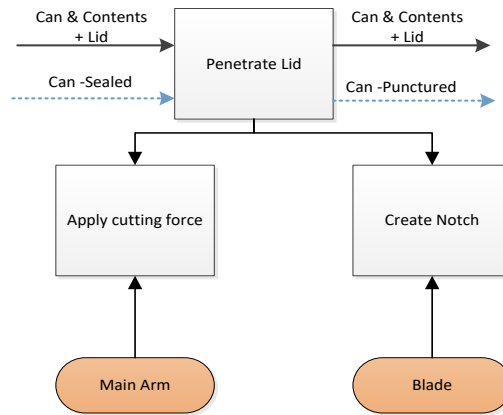 Can & Contents
+ Lid
Can & Contents
+ Lid
Penetrate Lid
Can -Sealed
Can -Punctured
Apply cutting force
Create Notch
Main Arm
Blade